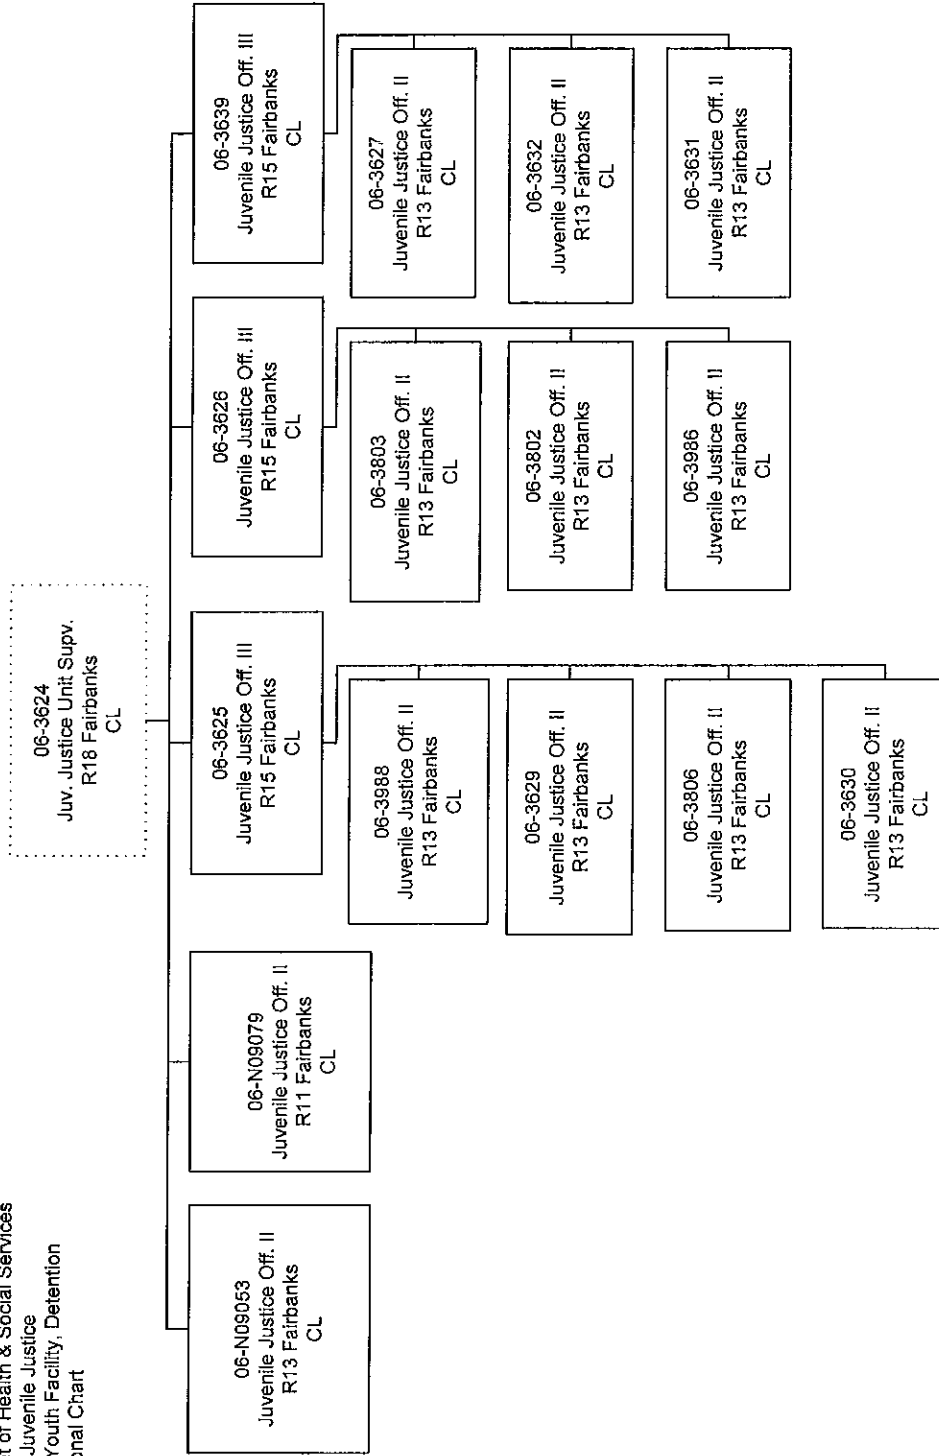 of Health & Social Services
Juvenile Justice
Youth Facility, Detention
Chart
06-3624
Juv. Justice Unit Supv.
R18 Fairbanks
CL
06-N09053
Juvenile Justice Off. II
R13 Fairbanks
CL
06-N09079
Juvenile Justice Off. II
R11 Fairbanks
CL
06-3625
Juvenile Justice Off. III
R15 Fairbanks
CL
06-3626
Juvenile Justice Off. III
R15 Fairbanks
CL
06-3639
Juvenile Justice Off. III
R15 Fairbanks
CL
06-3988
Juvenile Justice Off. II
R13 Fairbanks
CL
06-3803
Juvenile Justice Off. II
R13 Fairbanks
CL
06-3627
Juvenile Justice Off. II
R13 Fairbanks
CL
06-3629
Juvenile Justice Off. II
R13 Fairbanks
CL
06-3802
Juvenile Justice Off. II
R13 Fairbanks
CL
06-3632
Juvenile Justice Off. II
R13 Fairbanks
CL
06-3806
Juvenile Justice Off. II
R13 Fairbanks
CL
06-3986
Juvenile Justice Off. II
R13 Fairbanks
CL
06-3631
Juvenile Justice Off. II
R13 Fairbanks
CL
06-3630
Juvenile Justice Off. II
R13 Fairbanks
CL